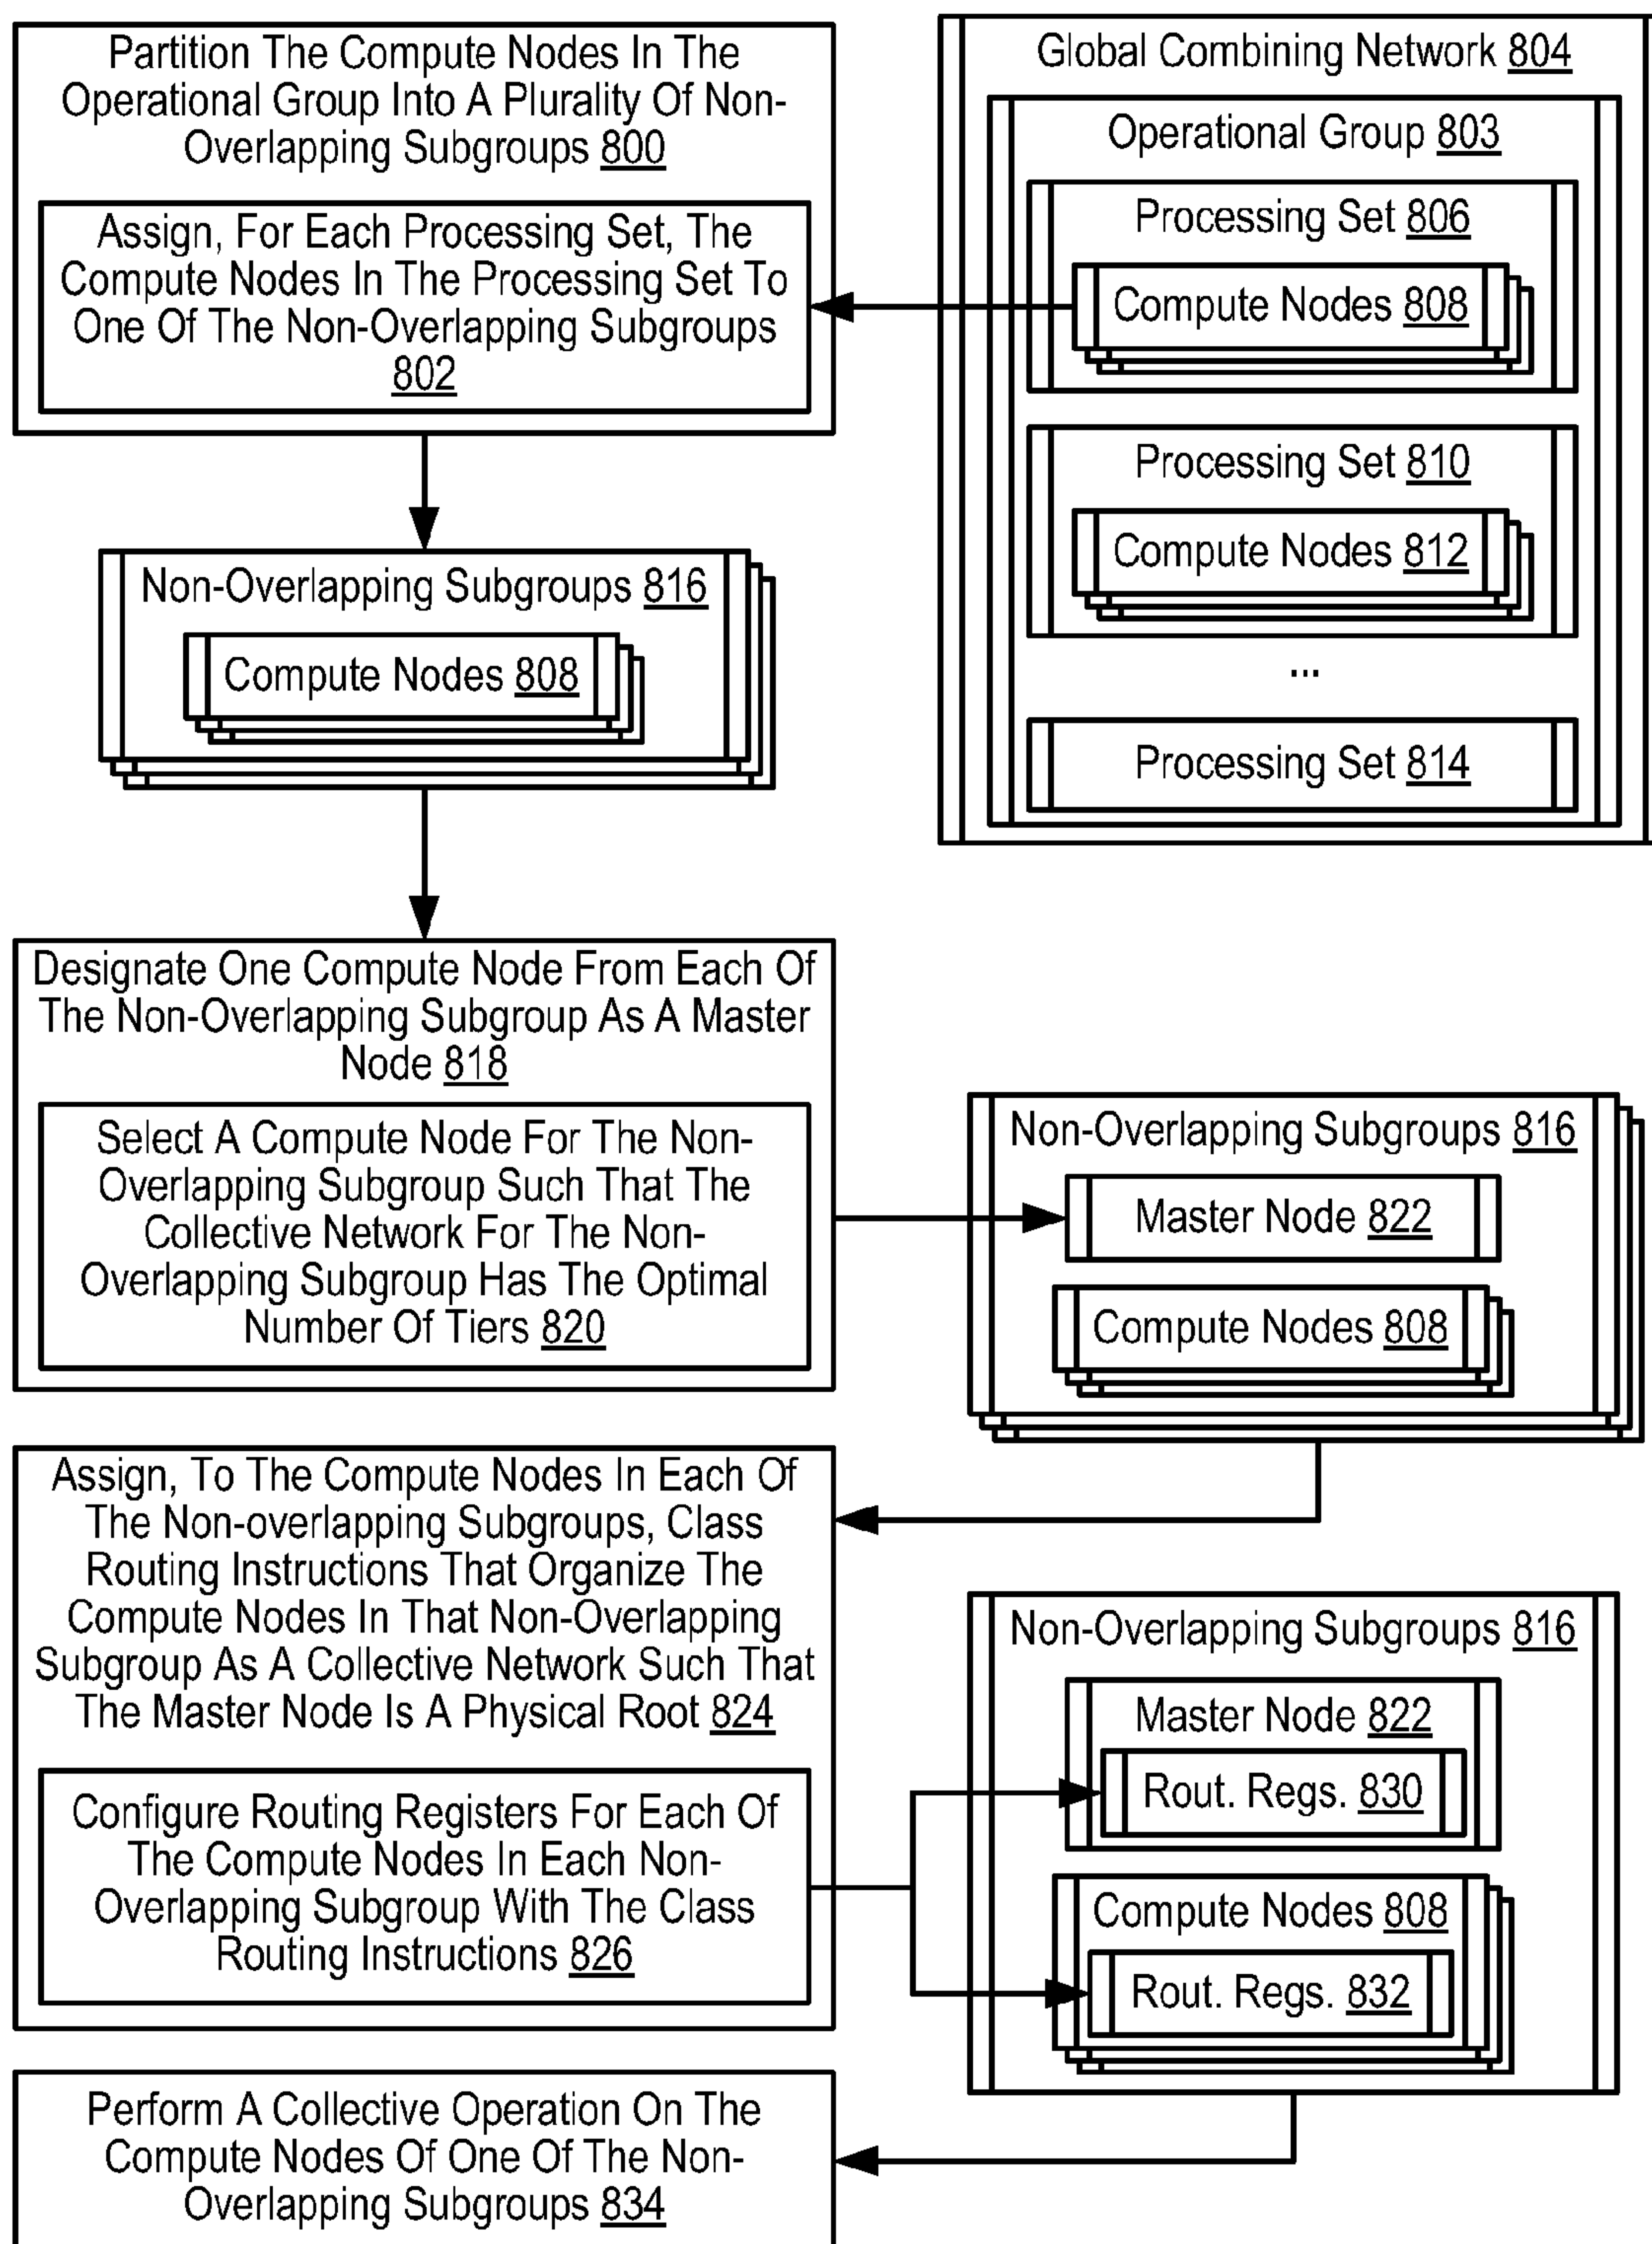 Partition The Compute Nodes In The
Operational Group Into A Plurality Of Non-
Overlapping Subgroups 800
Assign, For Each Processing Set, The
Compute Nodes In The Processing Set To
One Of The Non-Overlapping Subgroups
802
Global Combining Network 804
Operational Group 803
Processing Set 806
Compute Nodes 808
Processing Set 810
Compute Nodes 812
...
Processing Set 814
Non-Overlapping Subgroups 816
Compute Nodes 808
Designate One Compute Node From Each Of
The Non-Overlapping Subgroup As A Master
Node 818
Select A Compute Node For The Non-
Overlapping Subgroup Such That The
Collective Network For The Non-
Overlapping Subgroup Has The Optimal
Number Of Tiers 820
Non-Overlapping Subgroups 816
Master Node 822
Compute Nodes 808
Assign, To The Compute Nodes In Each Of
The Non-overlapping Subgroups, Class
Routing Instructions That Organize The
Compute Nodes In That Non-Overlapping
Subgroup As A Collective Network Such That
The Master Node Is A Physical Root 824
Configure Routing Registers For Each Of
The Compute Nodes In Each Non-
Overlapping Subgroup With The Class
Routing Instructions 826
Non-Overlapping Subgroups 816
Master Node 822
Rout. Regs. 830
Compute Nodes 808
Rout. Regs. 832
Perform A Collective Operation On The
Compute Nodes Of One Of The Non-
Overlapping Subgroups 834